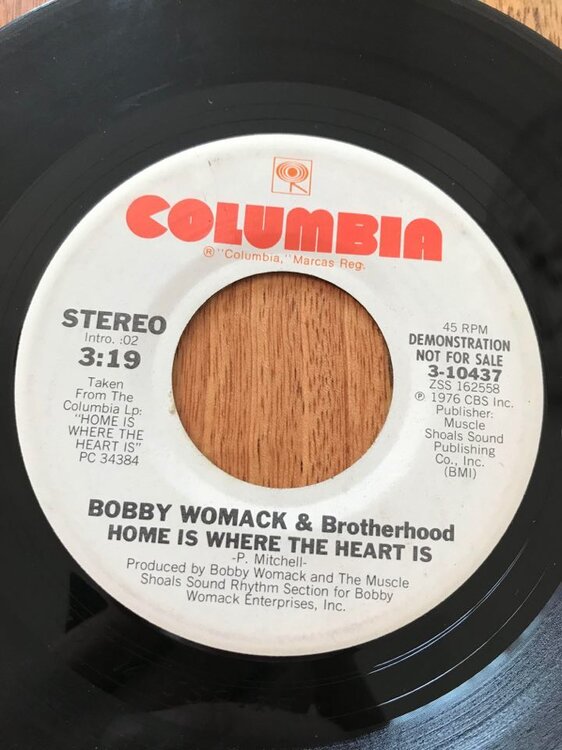 COLUMBIA
® "Columbia," Marcas Reg.
STEREO
Intro. :02
3:19
Taken
From The
Columbia Lp:
"HOME IS
WHERE THE
HEART IS"
PC 34384
45 RPM
DEMONSTRATION
NOT FOR SALE
3-10437
ZSS 162558
℗ 1976 CBS Inc.
Publisher:
Muscle
Shoals Sound
Publishing
Co., Inc.
(BMI)
BOBBY WOMACK & Brotherhood
HOME IS WHERE THE HEART IS
-P. Mitchell-
Produced by Bobby Womack and The Muscle
Shoals Sound Rhythm Section for Bobby
Womack Enterprises, Inc.